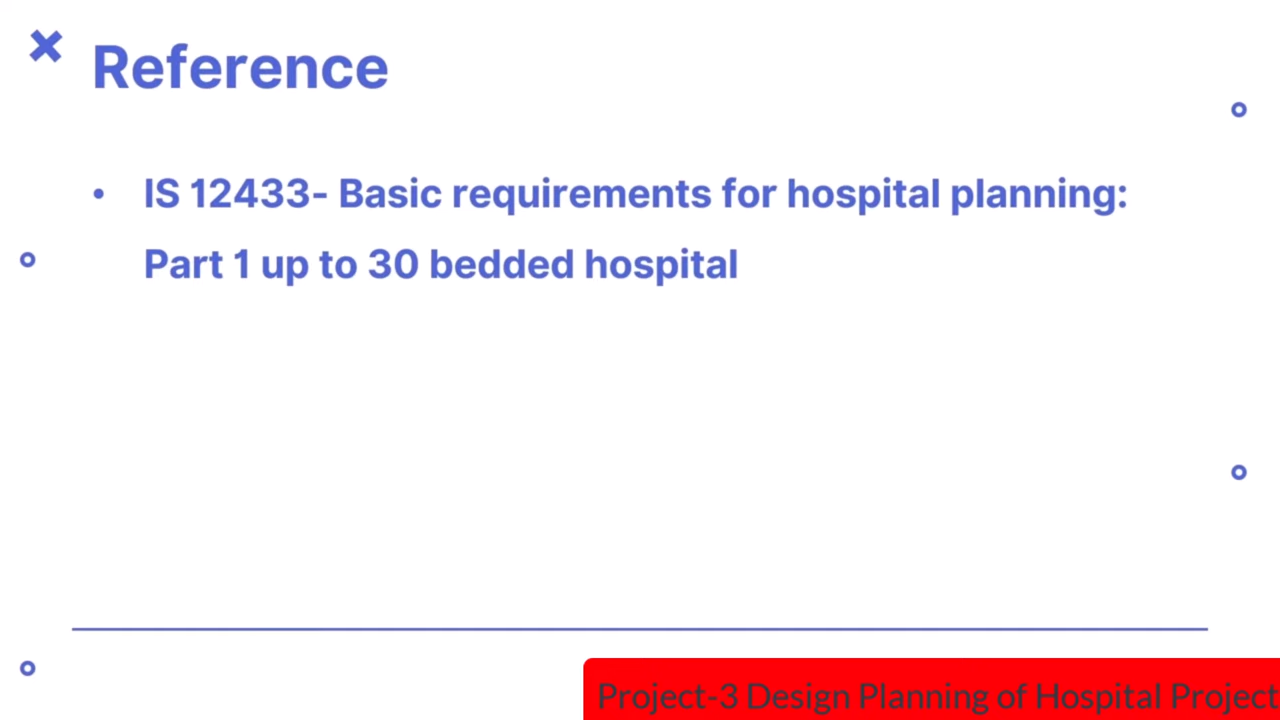 Reference
• IS 12433- Basic requirements for hospital planning:
Part 1 up to 30 bedded hospital
Project-3 Design Planning of Hospital Project